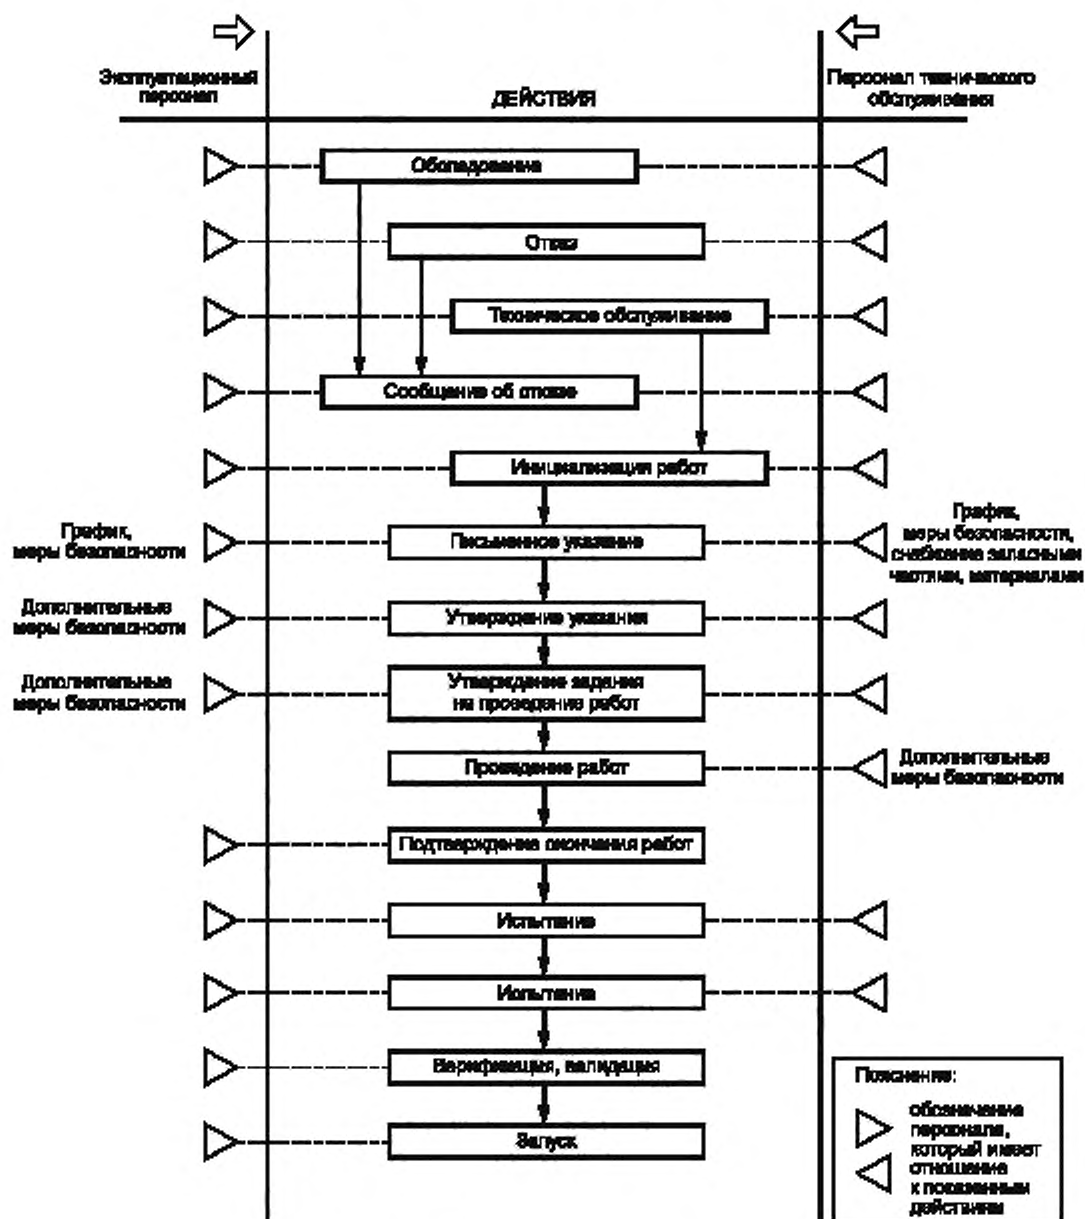 Эксплуатационный
персонал
ДЕЙСТВИЯ
Персонал технического
обслуживания
Отказ
Техническое обслуживание
Сообщение об отказе
Инициализация работ
График,
меры безопасности
Письменное указание
График,
меры безопасности,
снабжение запасными
частями, материалами
Дополнительные
меры безопасности
Утверждение указания
Дополнительные
меры безопасности
Утверждение задания
на проведение работ
Проведение работ
Дополнительные
меры безопасности
Подтверждение окончания работ
Испытание
Испытание
Верификация, валидация
Запуск
Пояснение:
обозначение
персонала,
который имеет
отношение
к показанным
действиям